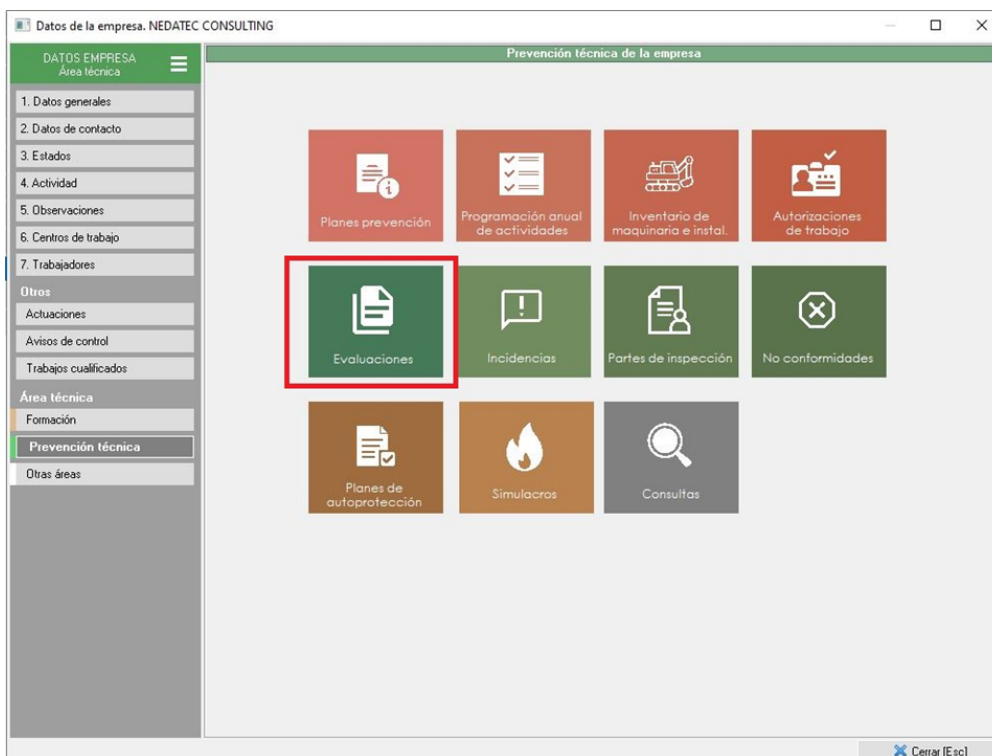 Datos de la empresa. NEDATEC CONSULTING
DATOS EMPRESA
Área técnica
1. Datos generales
2. Datos de contacto
3. Estados
4. Actividad
5. Observaciones
6. Centros de trabajo
7. Trabajadores
Otros
Actuaciones
Avisos de control
Trabajos cualificados
Área técnica
Formación
Prevención técnica
Otras áreas
Prevención técnica de la empresa
Planes prevención
Programación anual
de actividades
Inventario de
maquinaria e instal.
Autorizaciones
de trabajo
Evaluaciones
Incidencias
Partes de inspección
No conformidades
Planes de
autoprotección
Simulacros
Consultas
Cerrar [Esc]